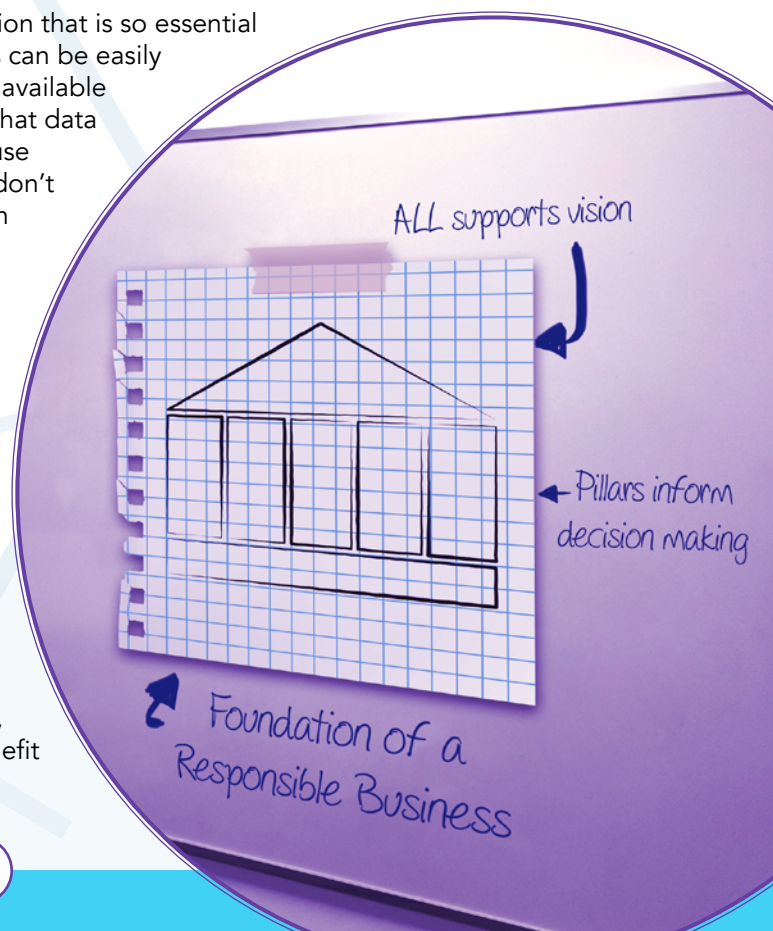 ion that is so essential
can be easily
available
hat data
use
don't
ALL supports vision
Pillars inform
decision making
Foundation of a
Responsible Business
efit